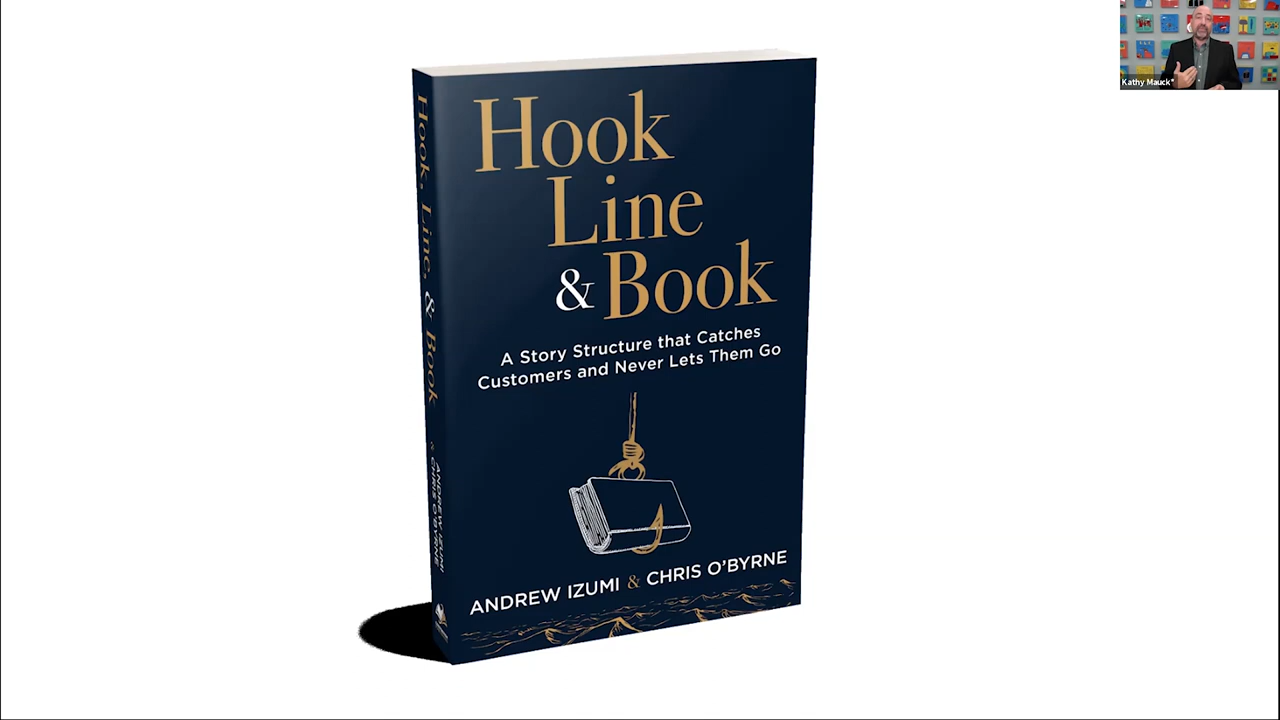 Hook
Line
& Book
A Story Structure that Catches
Customers and Never Lets Them Go
ANDREW IZUMI & CHRIS O'BYRNE
Hook, Line, & Book
ANDREW IZUMI
& CHRIS O'BYRNE
Kathy Mauck*